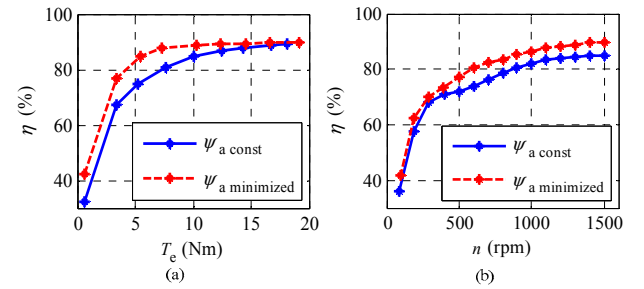 100
80
60
40
η (%)
ψa const
ψa minimized
0 5 10 15 20
Te (Nm)
(a)
100
80
60
40
η (%)
ψa const
ψa minimized
0 500 1000 1500
n (rpm)
(b)